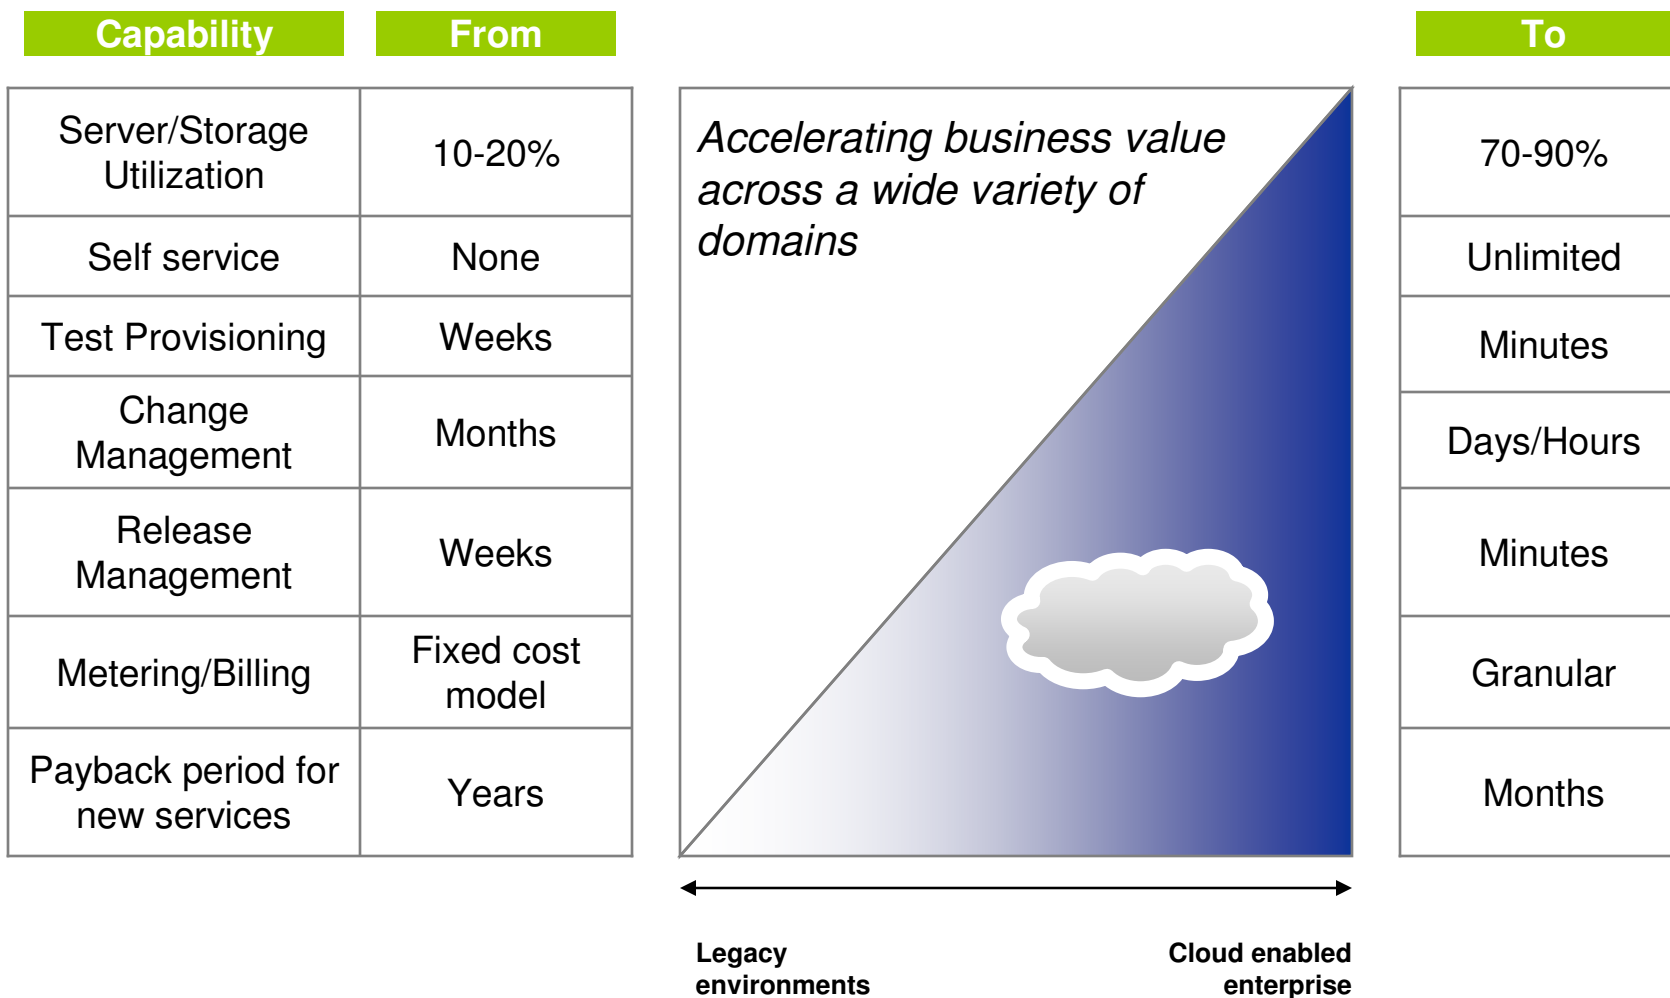 Capability
From
To
Server/Storage
Utilization
10-20%
Accelerating business value
across a wide variety of
domains
70-90%
Self service
None
Unlimited
Test Provisioning
Weeks
Minutes
Change
Management
Months
Days/Hours
Release
Management
Weeks
Minutes
Metering/Billing
Fixed cost
model
Granular
Payback period for
new services
Years
Months
Legacy
environments
Cloud enabled
enterprise